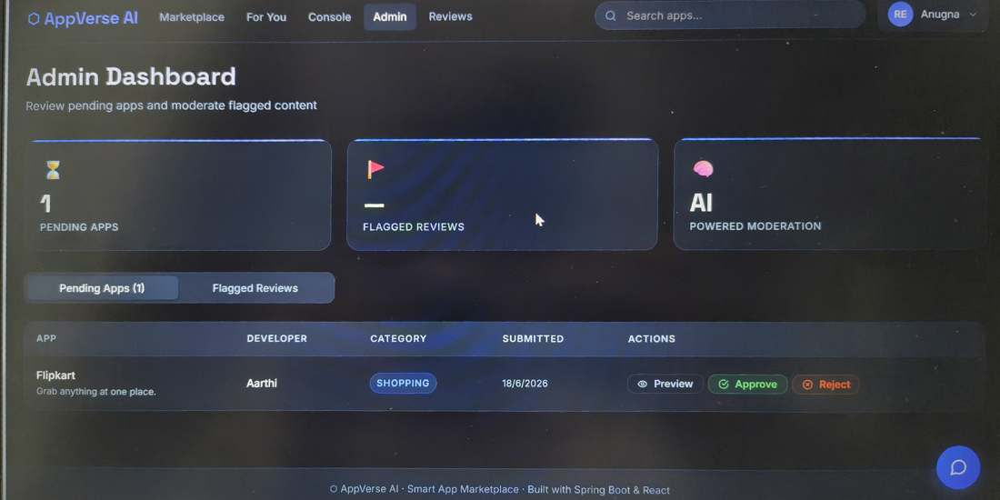 AppVerse AI Marketplace For You Console Admin Reviews Search apps... RE Anugna
Admin Dashboard
Review pending apps and moderate flagged content
1
PENDING APPS
—
FLAGGED REVIEWS
AI
POWERED MODERATION
Pending Apps (1) Flagged Reviews
APP DEVELOPER CATEGORY SUBMITTED ACTIONS
Flipkart
Grab anything at one place.
Aarthi SHOPPING 18/6/2026 Preview Approve Reject
AppVerse AI · Smart App Marketplace · Built with Spring Boot & React